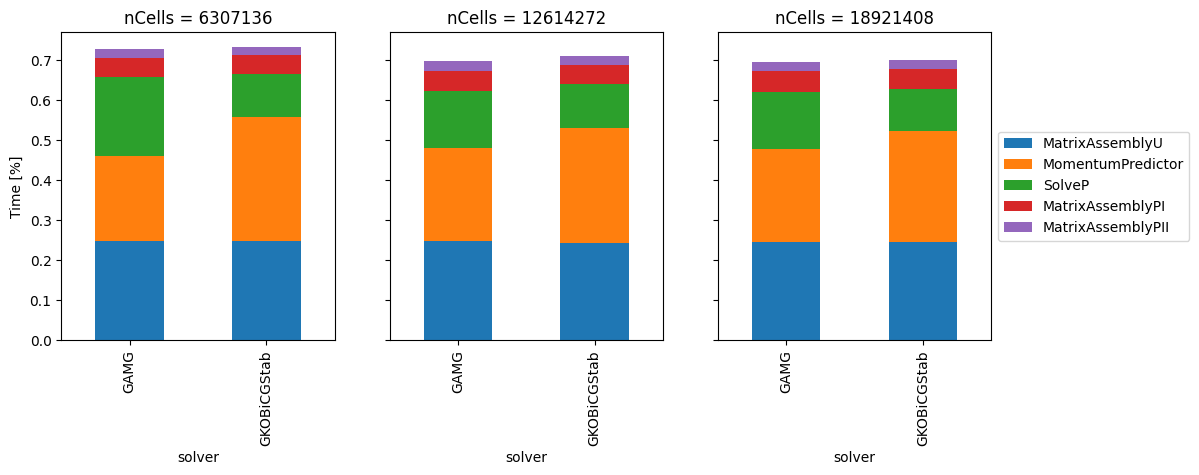 nCells = 6307136
nCells = 12614272
nCells = 18921408
Time [%]
0.7
0.6
0.5
0.4
0.3
0.2
0.1
0.0
MatrixAssemblyU
MomentumPredictor
SolveP
MatrixAssemblyPI
MatrixAssemblyPII
GAMG
GKOBiCGStab
GAMG
GKOBiCGStab
GAMG
GKOBiCGStab
solver
solver
solver